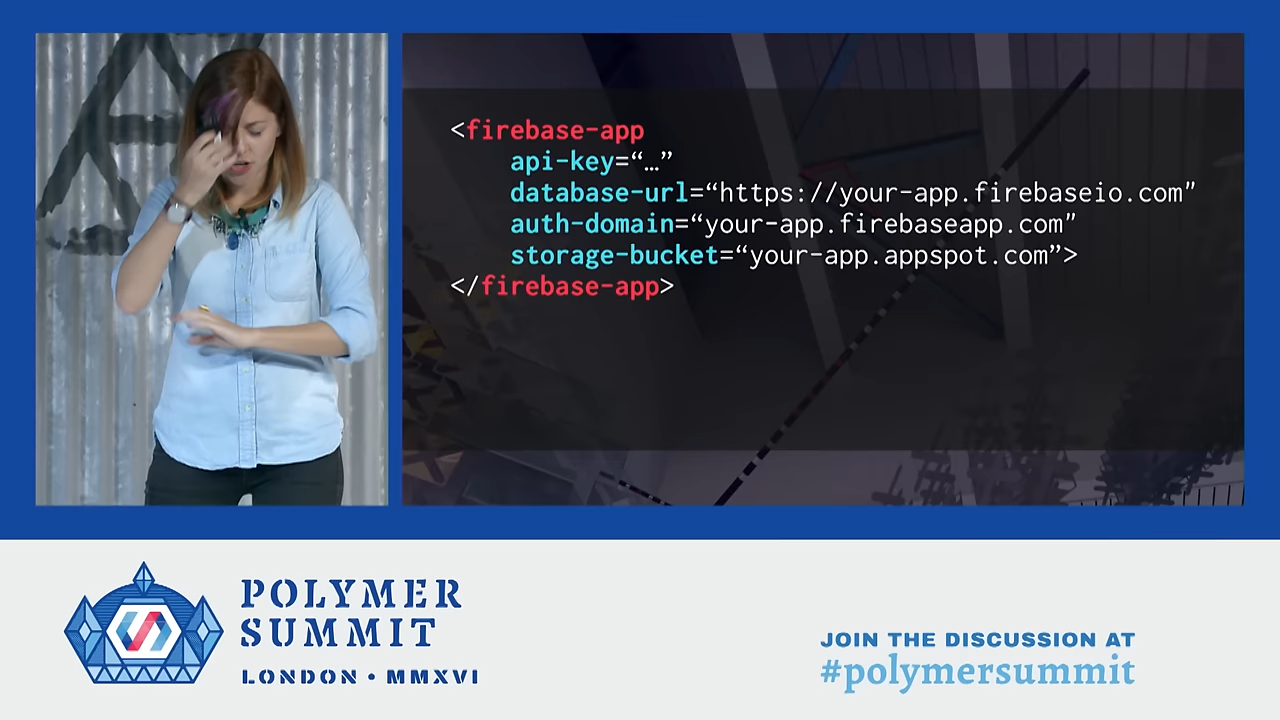 <firebase-app
api-key=“…”
database-url=“https://your-app.firebaseio.com"
auth-domain=“your-app.firebaseapp.com”
storage-bucket=“your-app.appspot.com”>
</firebase-app>
POLYMER
SUMMIT
LONDON • MMXVI
JOIN THE DISCUSSION AT
#polymersummit